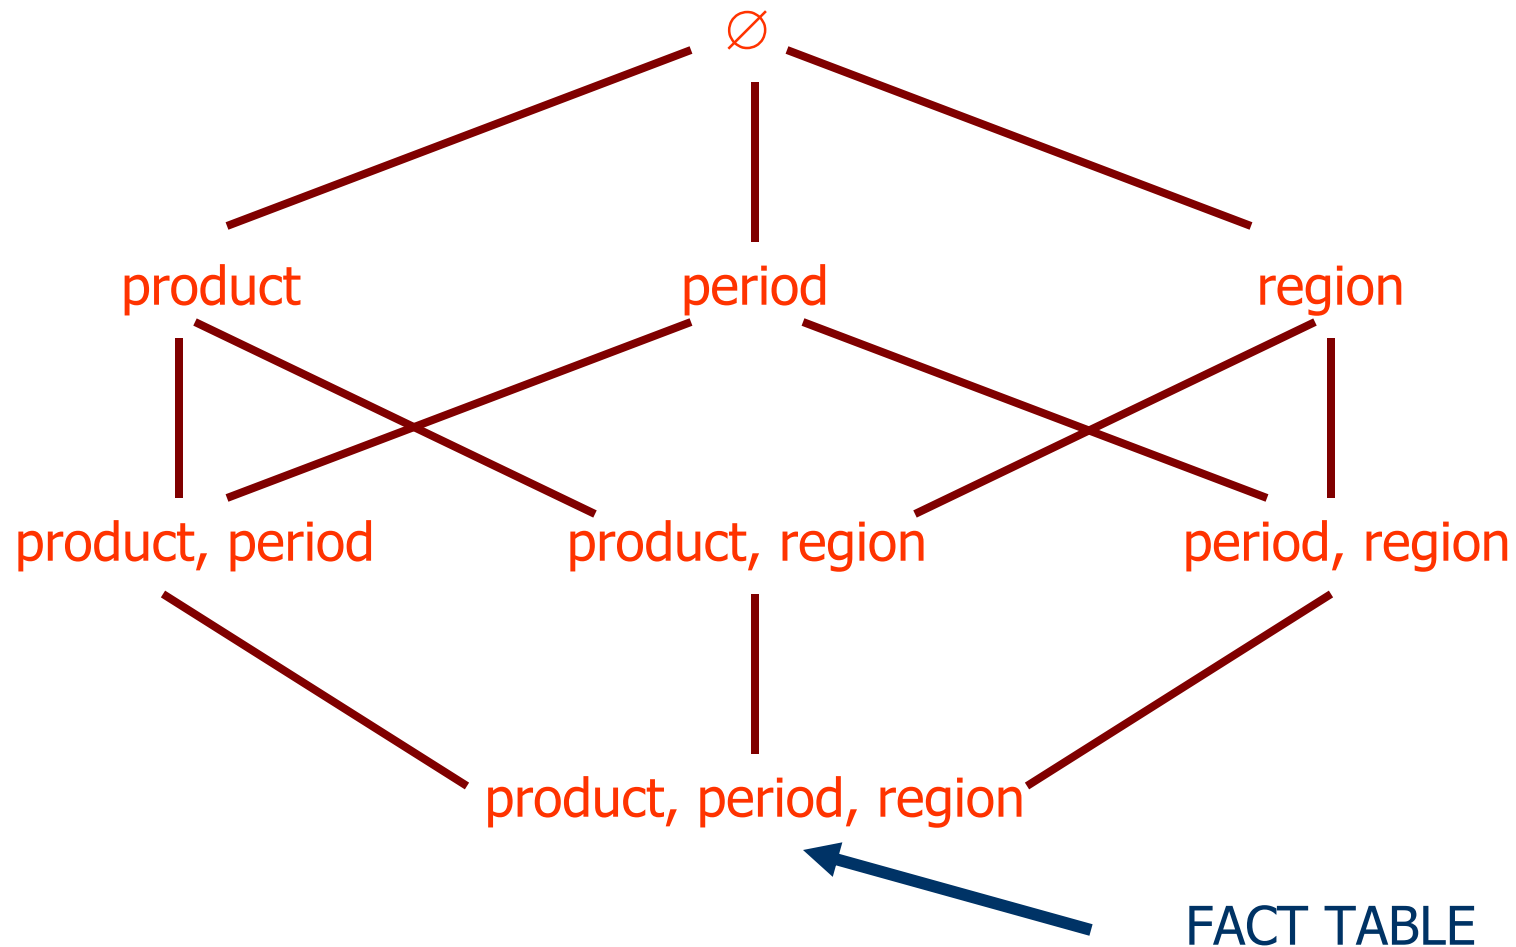 ∅
product period region
product, period product, region period, region
product, period, region
FACT TABLE